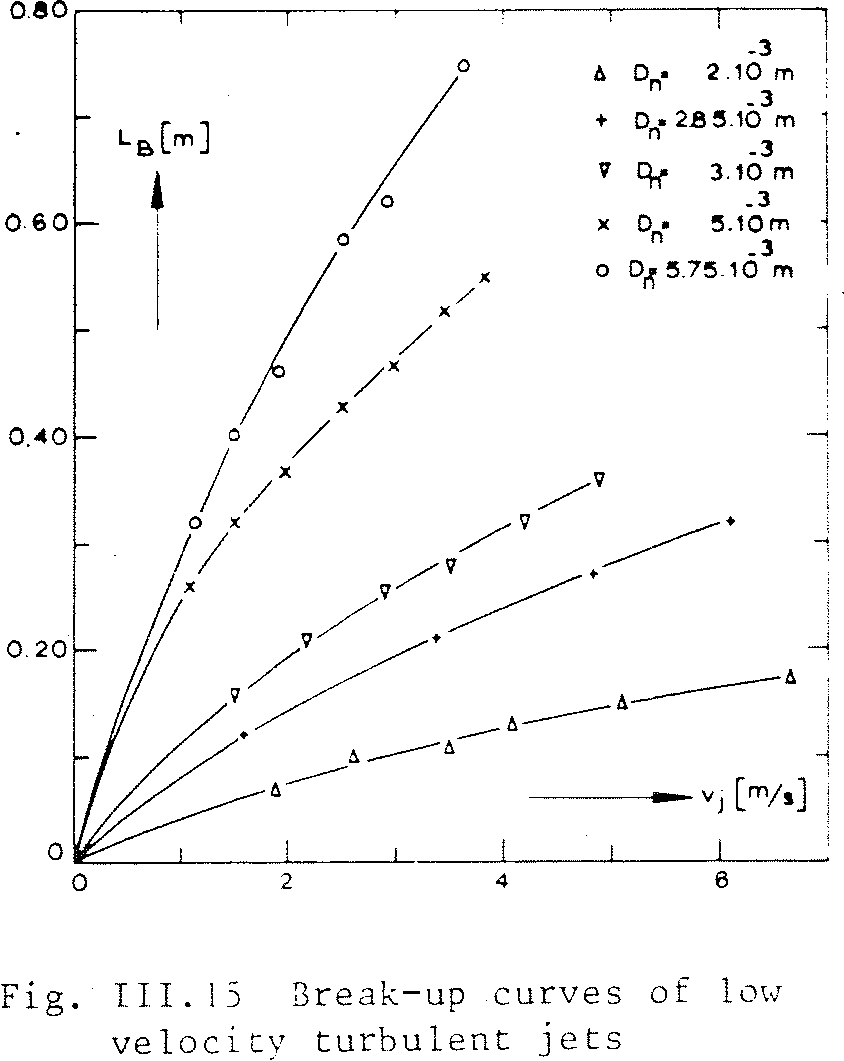 0.80
0.60
0.40
0.20
0
L_B [m]
△ D_n= 2.10^-3 m
+ D_n= 2.85.10^-3 m
▽ D_n= 3.10^-3 m
× D_n= 5.10^-3 m
○ D_n= 5.75.10^-3 m
v_j [m/s]
0 2 4 6
Fig. III.15 Break-up curves of low
velocity turbulent jets